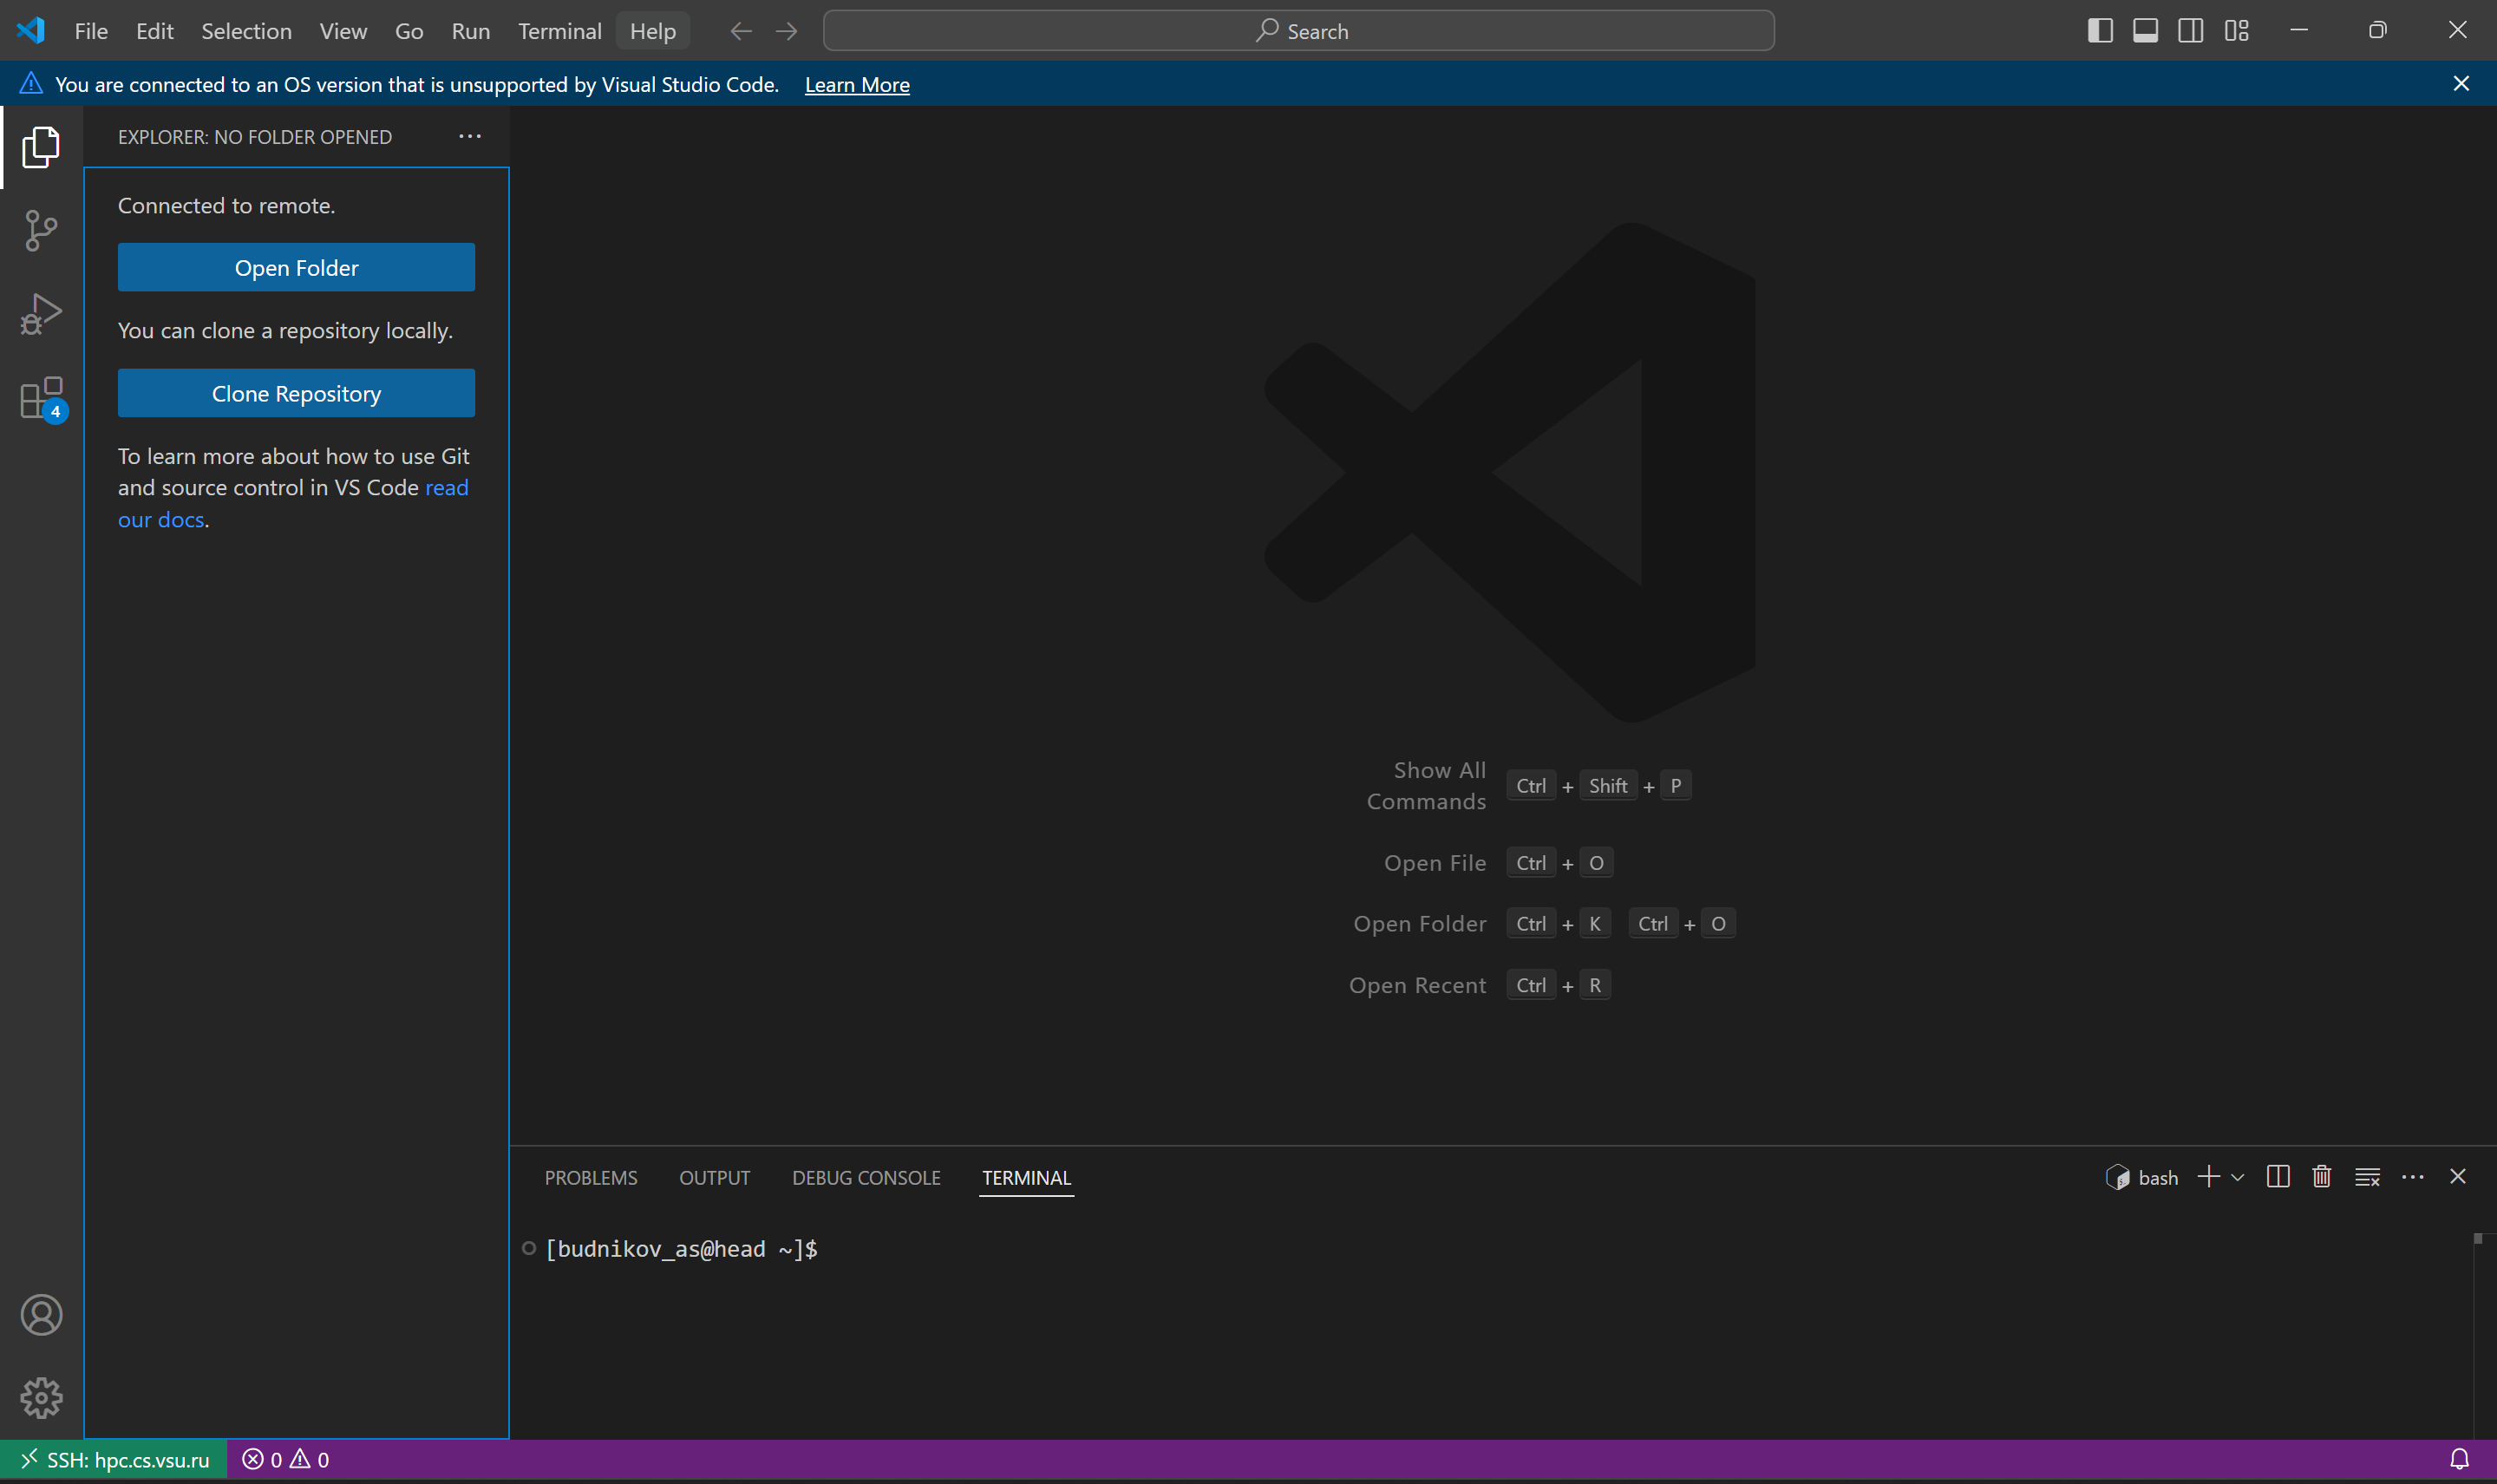 File Edit Selection View Go Run Terminal Help Search
You are connected to an OS version that is unsupported by Visual Studio Code. Learn More
EXPLORER: NO FOLDER OPENED
Connected to remote.
Open Folder
You can clone a repository locally.
Clone Repository
4
To learn more about how to use Git
and source control in VS Code read
our docs.
Show All
Commands Ctrl + Shift + P
Open File Ctrl + O
Open Folder Ctrl + K Ctrl + O
Open Recent Ctrl + R
PROBLEMS OUTPUT DEBUG CONSOLE TERMINAL bash
[budnikov_as@head ~]$
SSH: hpc.cs.vsu.ru 0 0